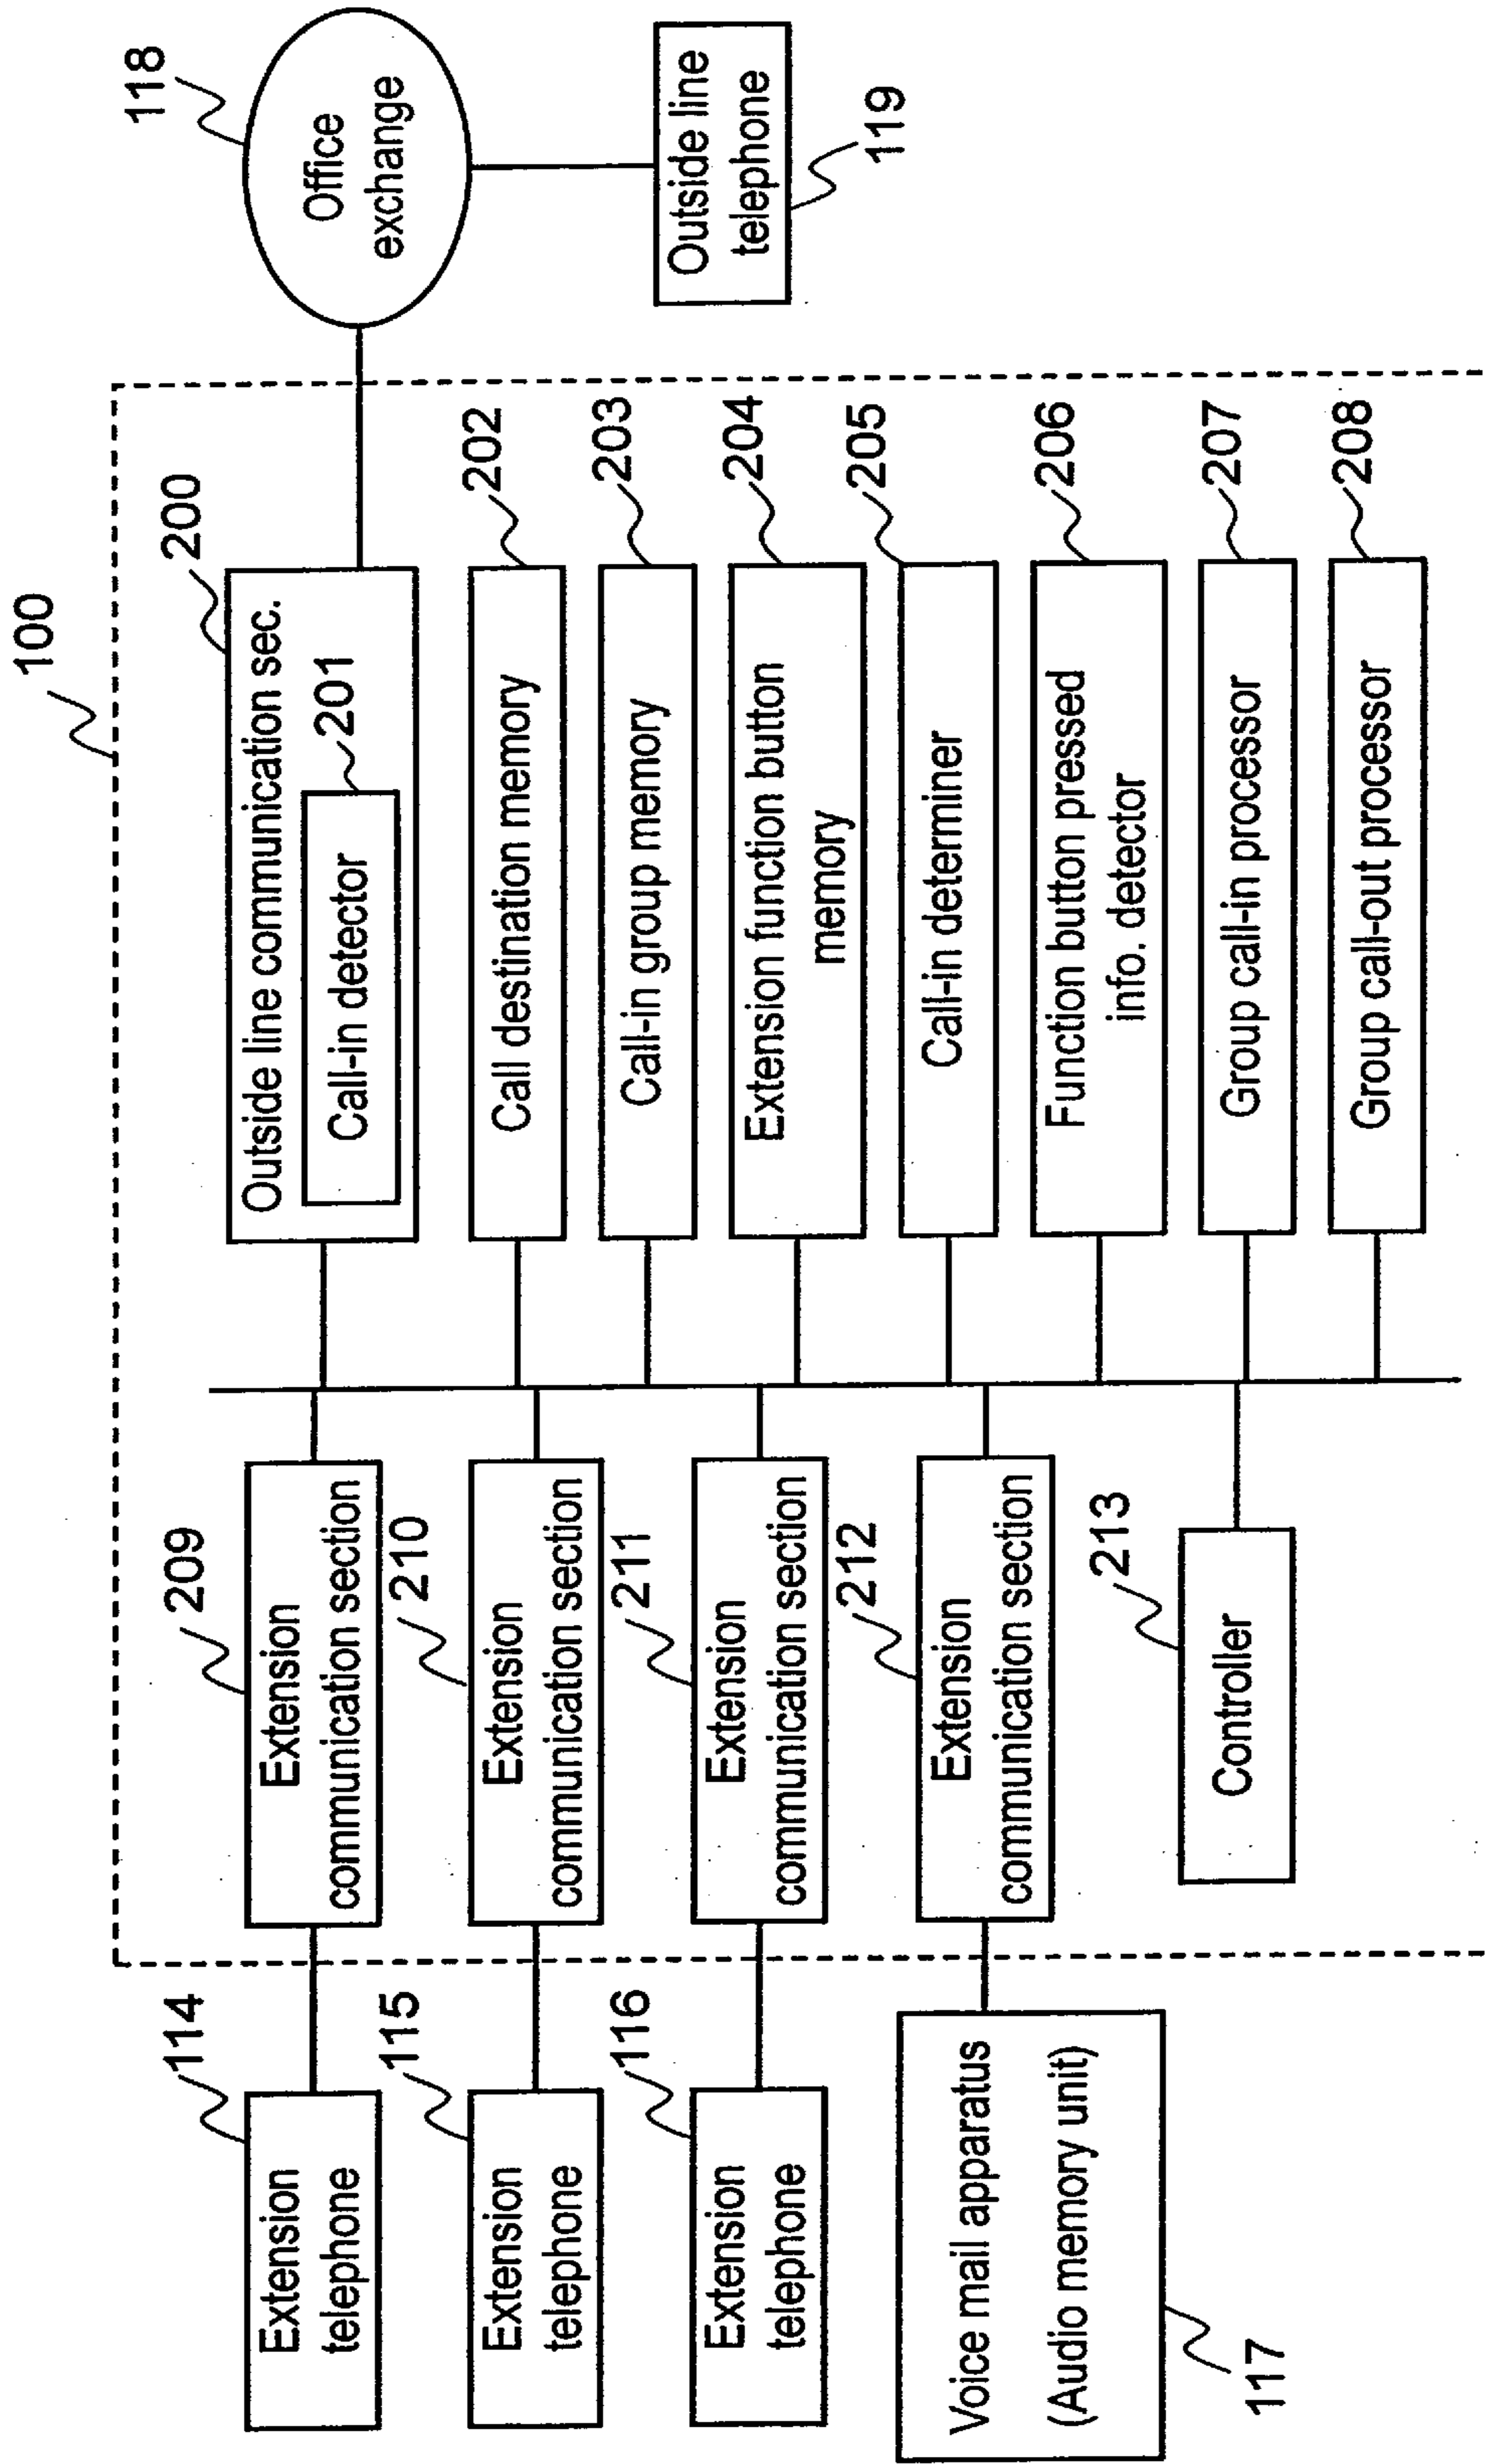 100
118
Office
exchange
Outside line
telephone
119
200
Outside line communication sec.
201
Call-in detector
202
Call destination memory
203
Call-in group memory
204
Extension function button
memory
205
Call-in determiner
206
Function button pressed
info. detector
207
Group call-in processor
208
Group call-out processor
209
Extension
communication section
210
Extension
communication section
211
Extension
communication section
212
Extension
communication section
213
Controller
114
Extension
telephone
115
Extension
telephone
116
Extension
telephone
Voice mail apparatus
(Audio memory unit)
117